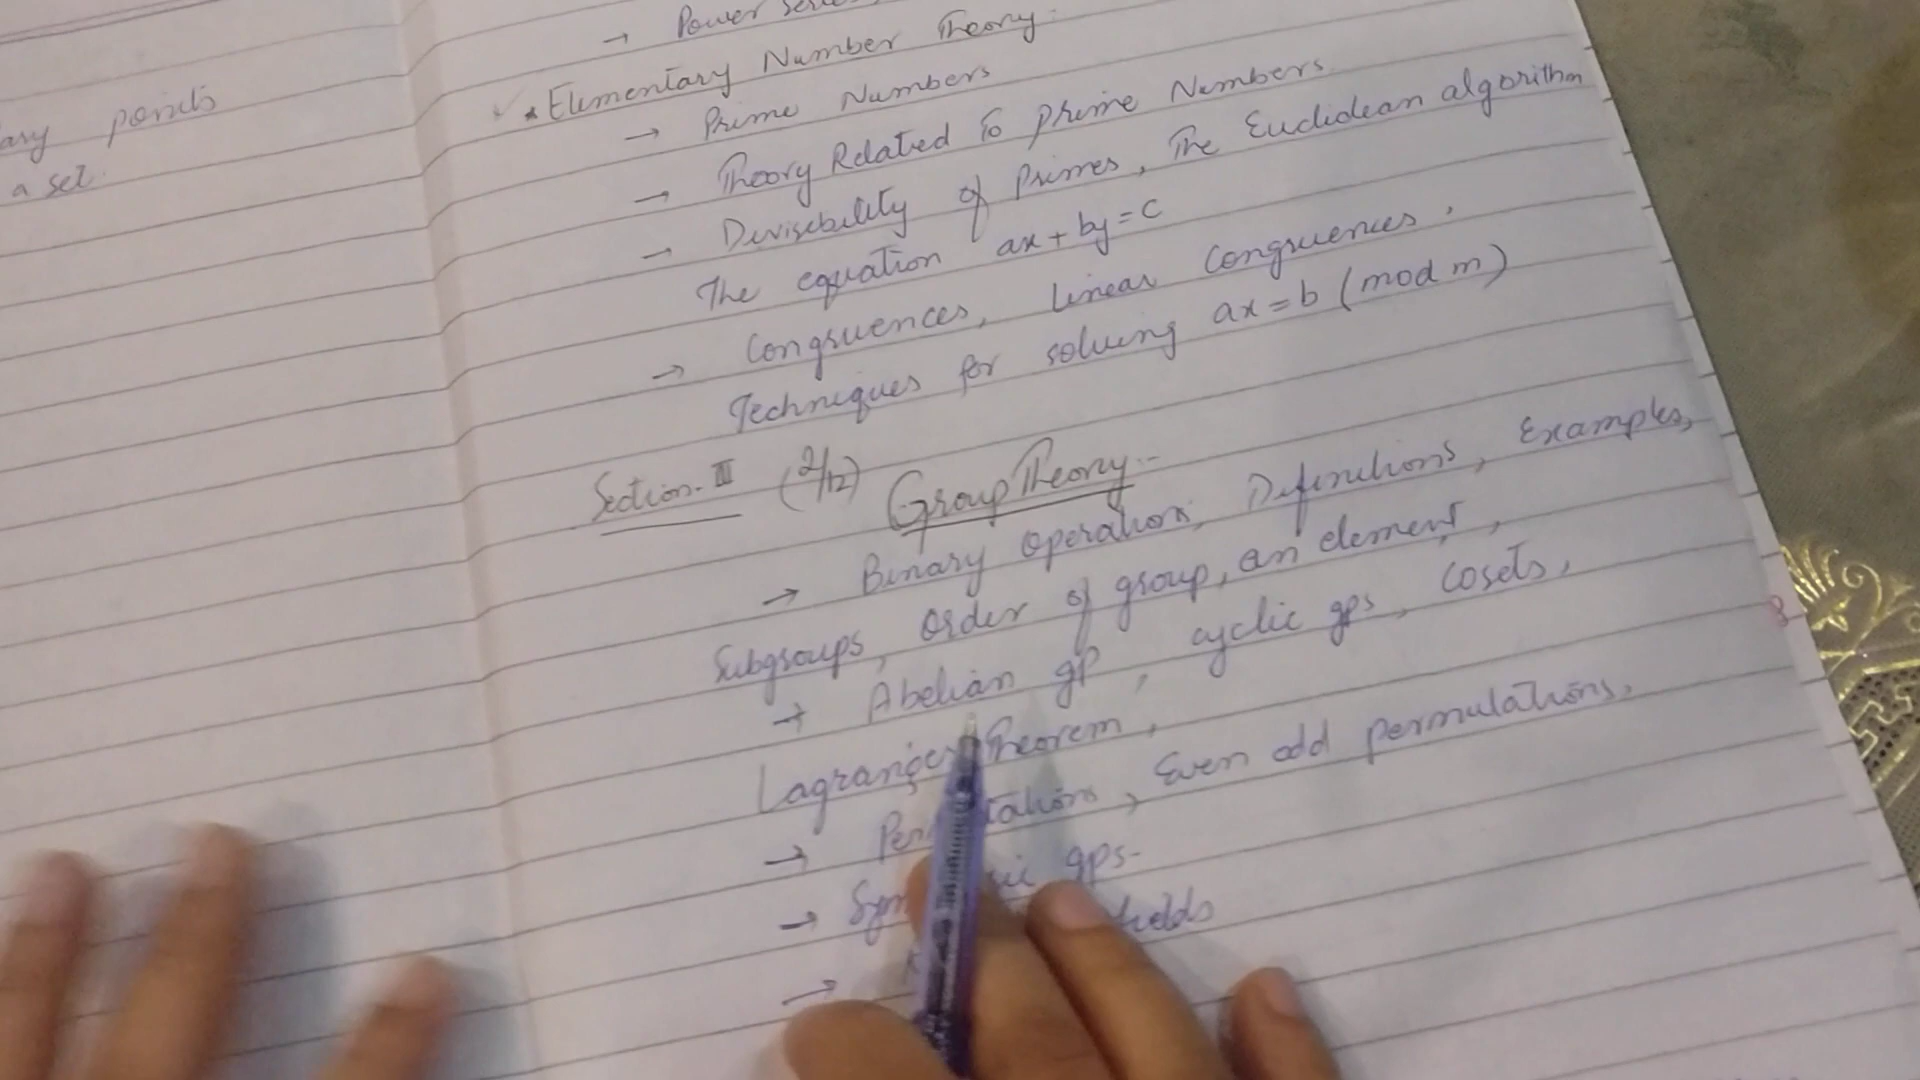 ary points
a set.
→ Power
* Elementary Number Theory.
→ Prime Numbers
→ Theory Related To prime Numbers
→ Devisebility of Primes, The Euclidean algorithm
The equation ax + by = c
→ Congruences, linear congruences.
Techniques for solving ax = b (mod m)
Section-III (2/12) Group Theory -
→ Binary operation, Definitions, Examples,
Subgroups, Order of group, an element,
→ Abelian gp, cyclic gps, cosets,
Lagranges Theorem,
→ Even odd permutations.
→ gps-
→ fields